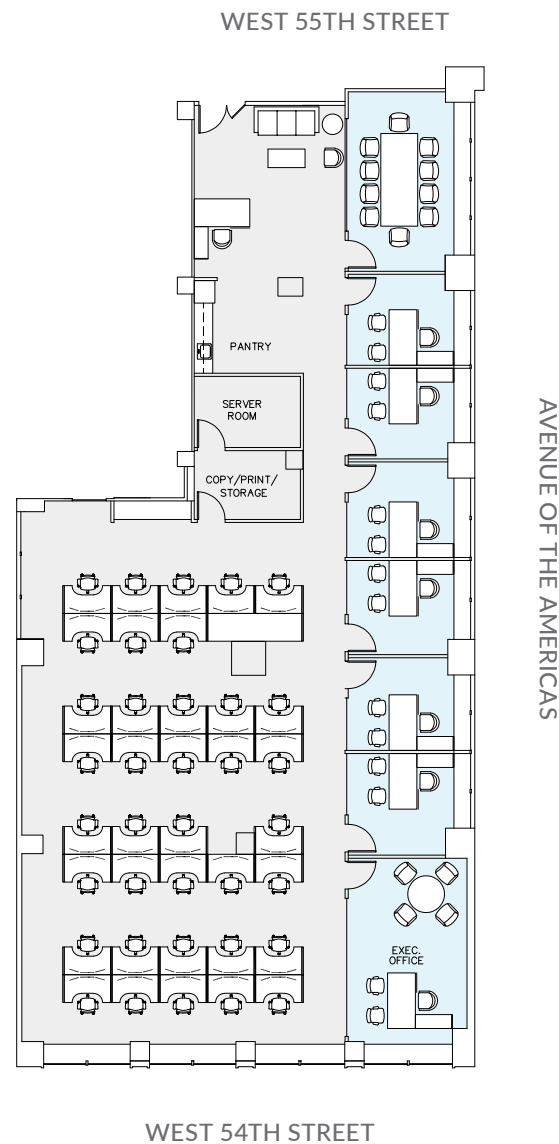 WEST 55TH STREET
PANTRY
SERVER
ROOM
COPY/PRINT/
STORAGE
AVENUE OF THE AMERICAS
EXEC.
OFFICE
WEST 54TH STREET